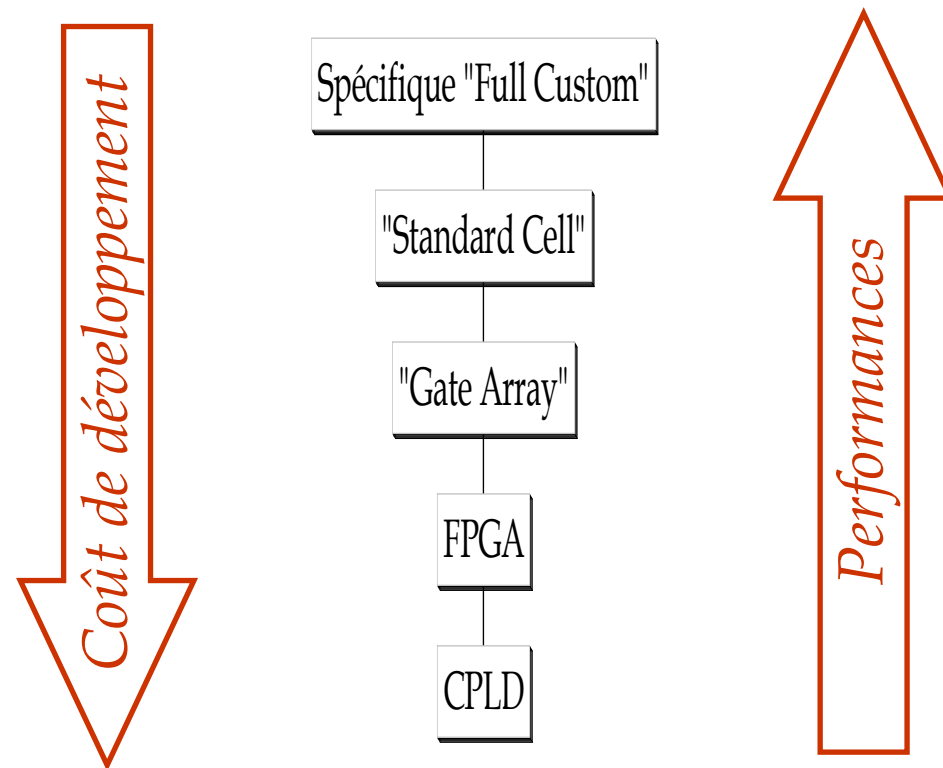 Coût de développement
Spécifique "Full Custom"
"Standard Cell"
"Gate Array"
FPGA
CPLD
Performances